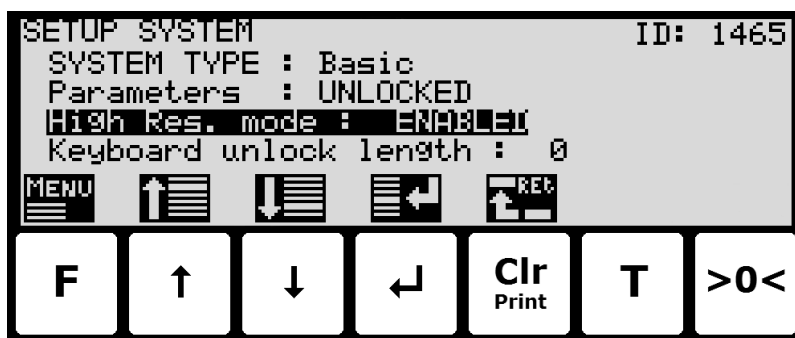 SETUP SYSTEM ID: 1465
SYSTEM TYPE : Basic
Parameters : UNLOCKED
High Res. mode : ENABLED
Keyboard unlock length : 0
MENU REt
F ↑ ↓ ↵ Clr T >0<
Print